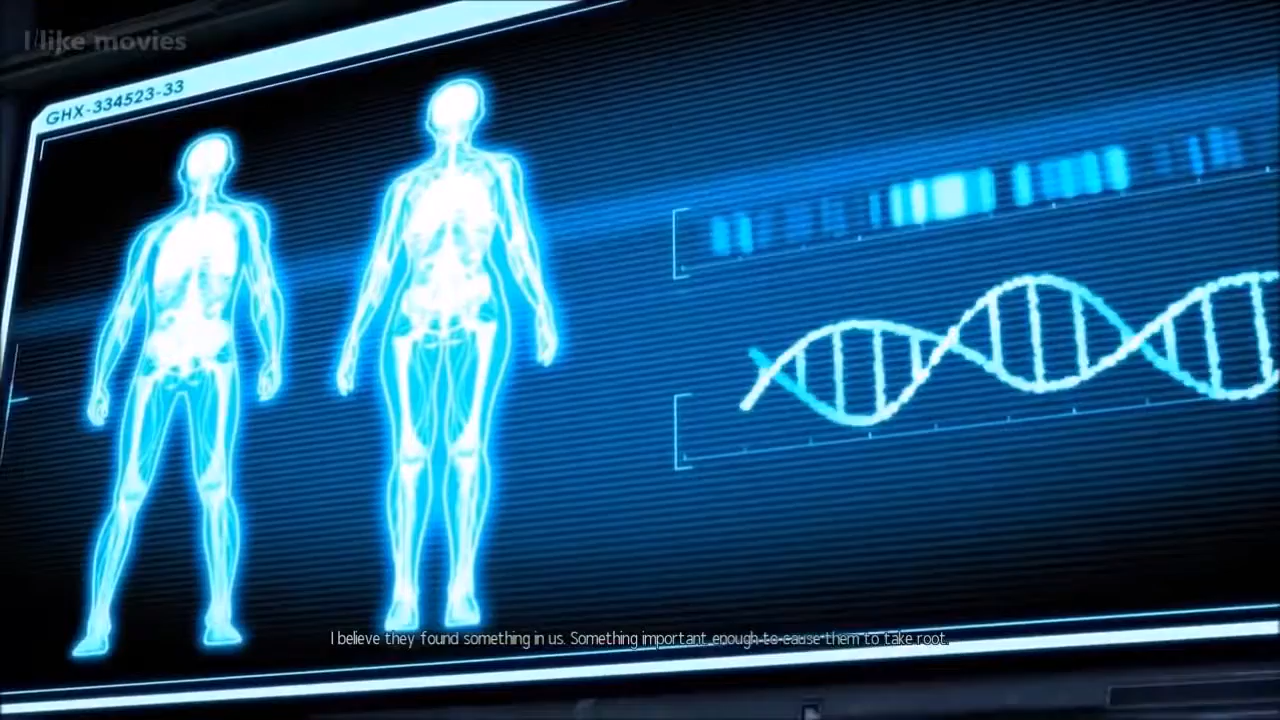 I like movies
GHX-334523-33
I believe they found something in us. Something important enough to cause them to take root.